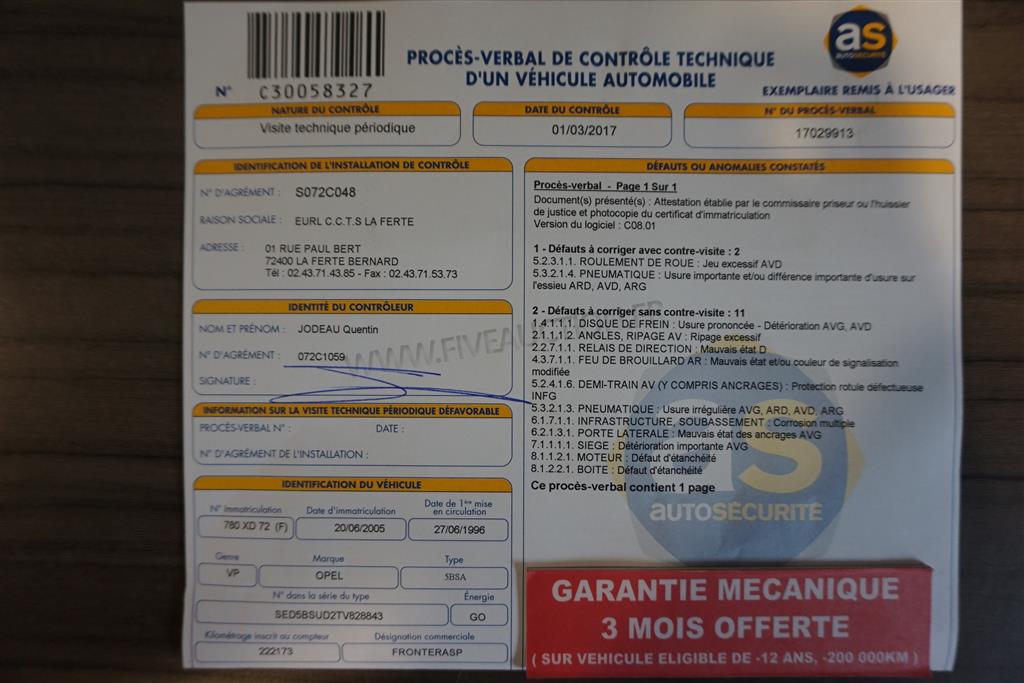 N° C30058327
PROCÈS-VERBAL DE CONTRÔLE TECHNIQUE
D'UN VÉHICULE AUTOMOBILE
as
AUTOSÉCURITÉ
EXEMPLAIRE REMIS À L'USAGER
NATURE DU CONTRÔLE
Visite technique périodique
DATE DU CONTRÔLE
01/03/2017
N° DU PROCÈS-VERBAL
17029913
IDENTIFICATION DE L'INSTALLATION DE CONTRÔLE
N° D'AGRÉMENT : S072C048
RAISON SOCIALE : EURL C.C.T.S LA FERTE
ADRESSE : 01 RUE PAUL BERT
72400 LA FERTE BERNARD
Tél : 02.43.71.43.85 - Fax : 02.43.71.53.73
IDENTITÉ DU CONTRÔLEUR
NOM ET PRÉNOM : JODEAU Quentin
N° D'AGRÉMENT : 072C1059
SIGNATURE :
INFORMATION SUR LA VISITE TECHNIQUE PÉRIODIQUE DÉFAVORABLE
PROCÈS-VERBAL N° : DATE :
N° D'AGRÉMENT DE L'INSTALLATION :
IDENTIFICATION DU VÉHICULE
N° immatriculation
780 XD 72 (F)
Date d'immatriculation
20/06/2005
Date de 1ère mise
en circulation
27/06/1996
Genre
VP
Marque
OPEL
Type
5BSA
N° dans la série du type
SED5BSUD2TV828843
Énergie
GO
Kilométrage inscrit au compteur
222173
Désignation commerciale
FRONTERASP
DÉFAUTS OU ANOMALIES CONSTATÉS
Procès-verbal - Page 1 Sur 1
Document(s) présenté(s) : Attestation établie par le commissaire priseur ou l'huissier
de justice et photocopie du certificat d'immatriculation
Version du logiciel : C08.01
1 - Défauts à corriger avec contre-visite : 2
5.2.3.1.1. ROULEMENT DE ROUE : Jeu excessif AVD
5.3.2.1.4. PNEUMATIQUE : Usure importante et/ou différence importante d'usure sur
l'essieu ARD, AVD, ARG
2 - Défauts à corriger sans contre-visite : 11
1.4.1.1.1. DISQUE DE FREIN : Usure prononcée - Détérioration AVG, AVD
2.1.1.1.2. ANGLES, RIPAGE AV : Ripage excessif
2.2.7.1.1. RELAIS DE DIRECTION : Mauvais état D
4.3.7.1.1. FEU DE BROUILLARD AR : Mauvais état et/ou couleur de signalisation
modifiée
5.2.4.1.6. DEMI-TRAIN AV (Y COMPRIS ANCRAGES) : Protection rotule défectueuse
INFG
5.3.2.1.3. PNEUMATIQUE : Usure irrégulière AVG, ARD, AVD, ARG
6.1.7.1.1. INFRASTRUCTURE, SOUBASSEMENT : Corrosion multiple
6.2.1.3.1. PORTE LATERALE : Mauvais état des ancrages AVG
7.1.1.1.1. SIEGE : Détérioration importante AVG
8.1.1.2.1. MOTEUR : Défaut d'étanchéité
8.1.2.2.1. BOITE : Défaut d'étanchéité
Ce procès-verbal contient 1 page
as
AUTOSÉCURITÉ
GARANTIE MECANIQUE
3 MOIS OFFERTE
( SUR VEHICULE ELIGIBLE DE -12 ANS, -200 000KM )